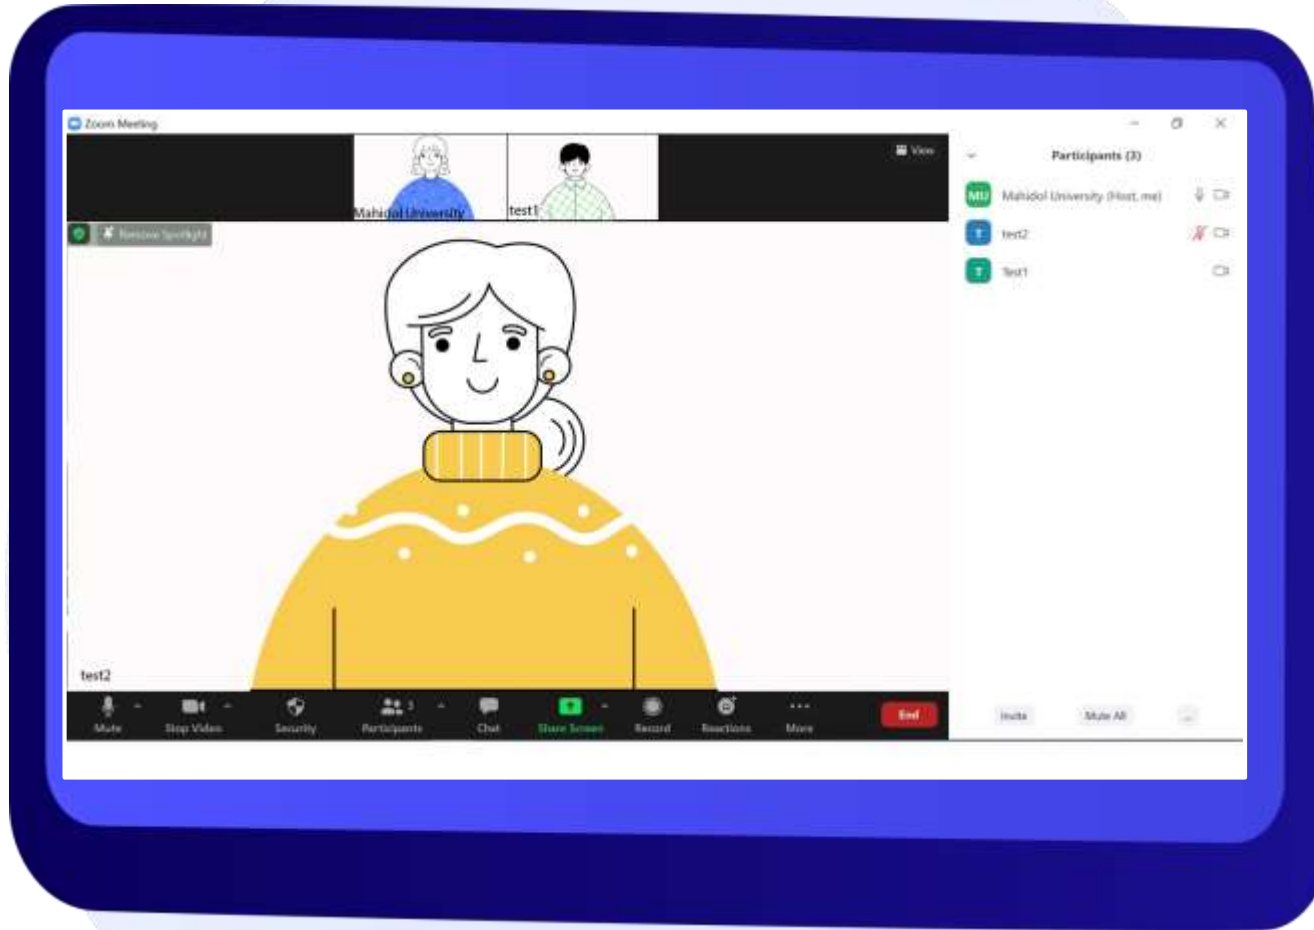 Zoom Meeting
Mahidol University
test1
View
Remove Spotlight
test2
Mute
Stop Video
Security
Participants
3
Chat
Share Screen
Record
Reactions
More
End
Participants (3)
MU
Mahidol University (Host, me)
T
test2
T
Test1
Invite
Mute All
...